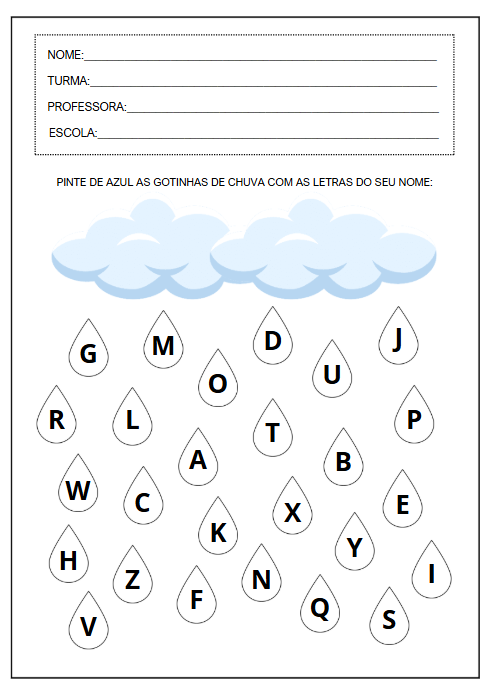 NOME:
TURMA:
PROFESSORA:
ESCOLA:
PINTE DE AZUL AS GOTINHAS DE CHUVA COM AS LETRAS DO SEU NOME:
G M O D U J
R L A T B P
W C K X Y E
H Z F N Q I
V S